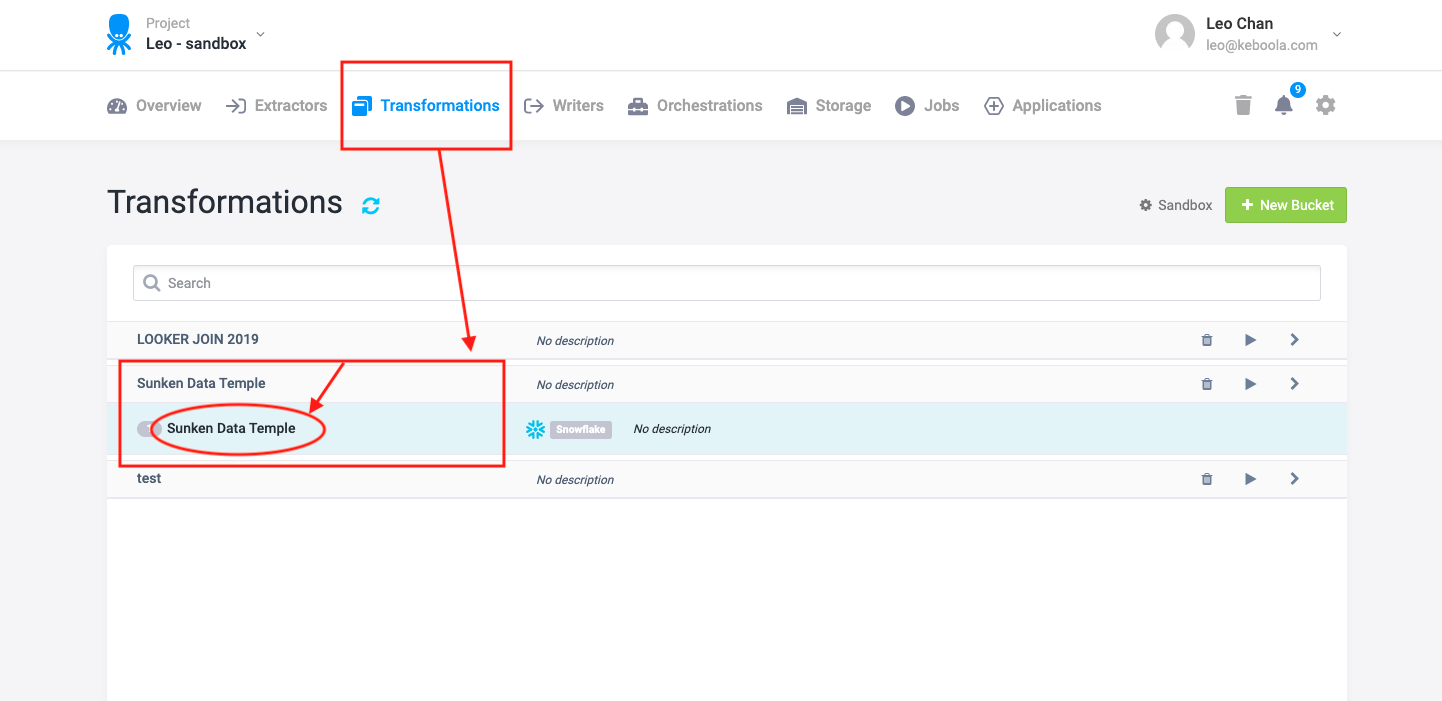 Project
Leo - sandbox
Leo Chan
leo@keboola.com
Overview Extractors Transformations Writers Orchestrations Storage Jobs Applications 9
Transformations
Sandbox + New Bucket
Search
LOOKER JOIN 2019 No description
Sunken Data Temple No description
Sunken Data Temple Snowflake No description
test No description